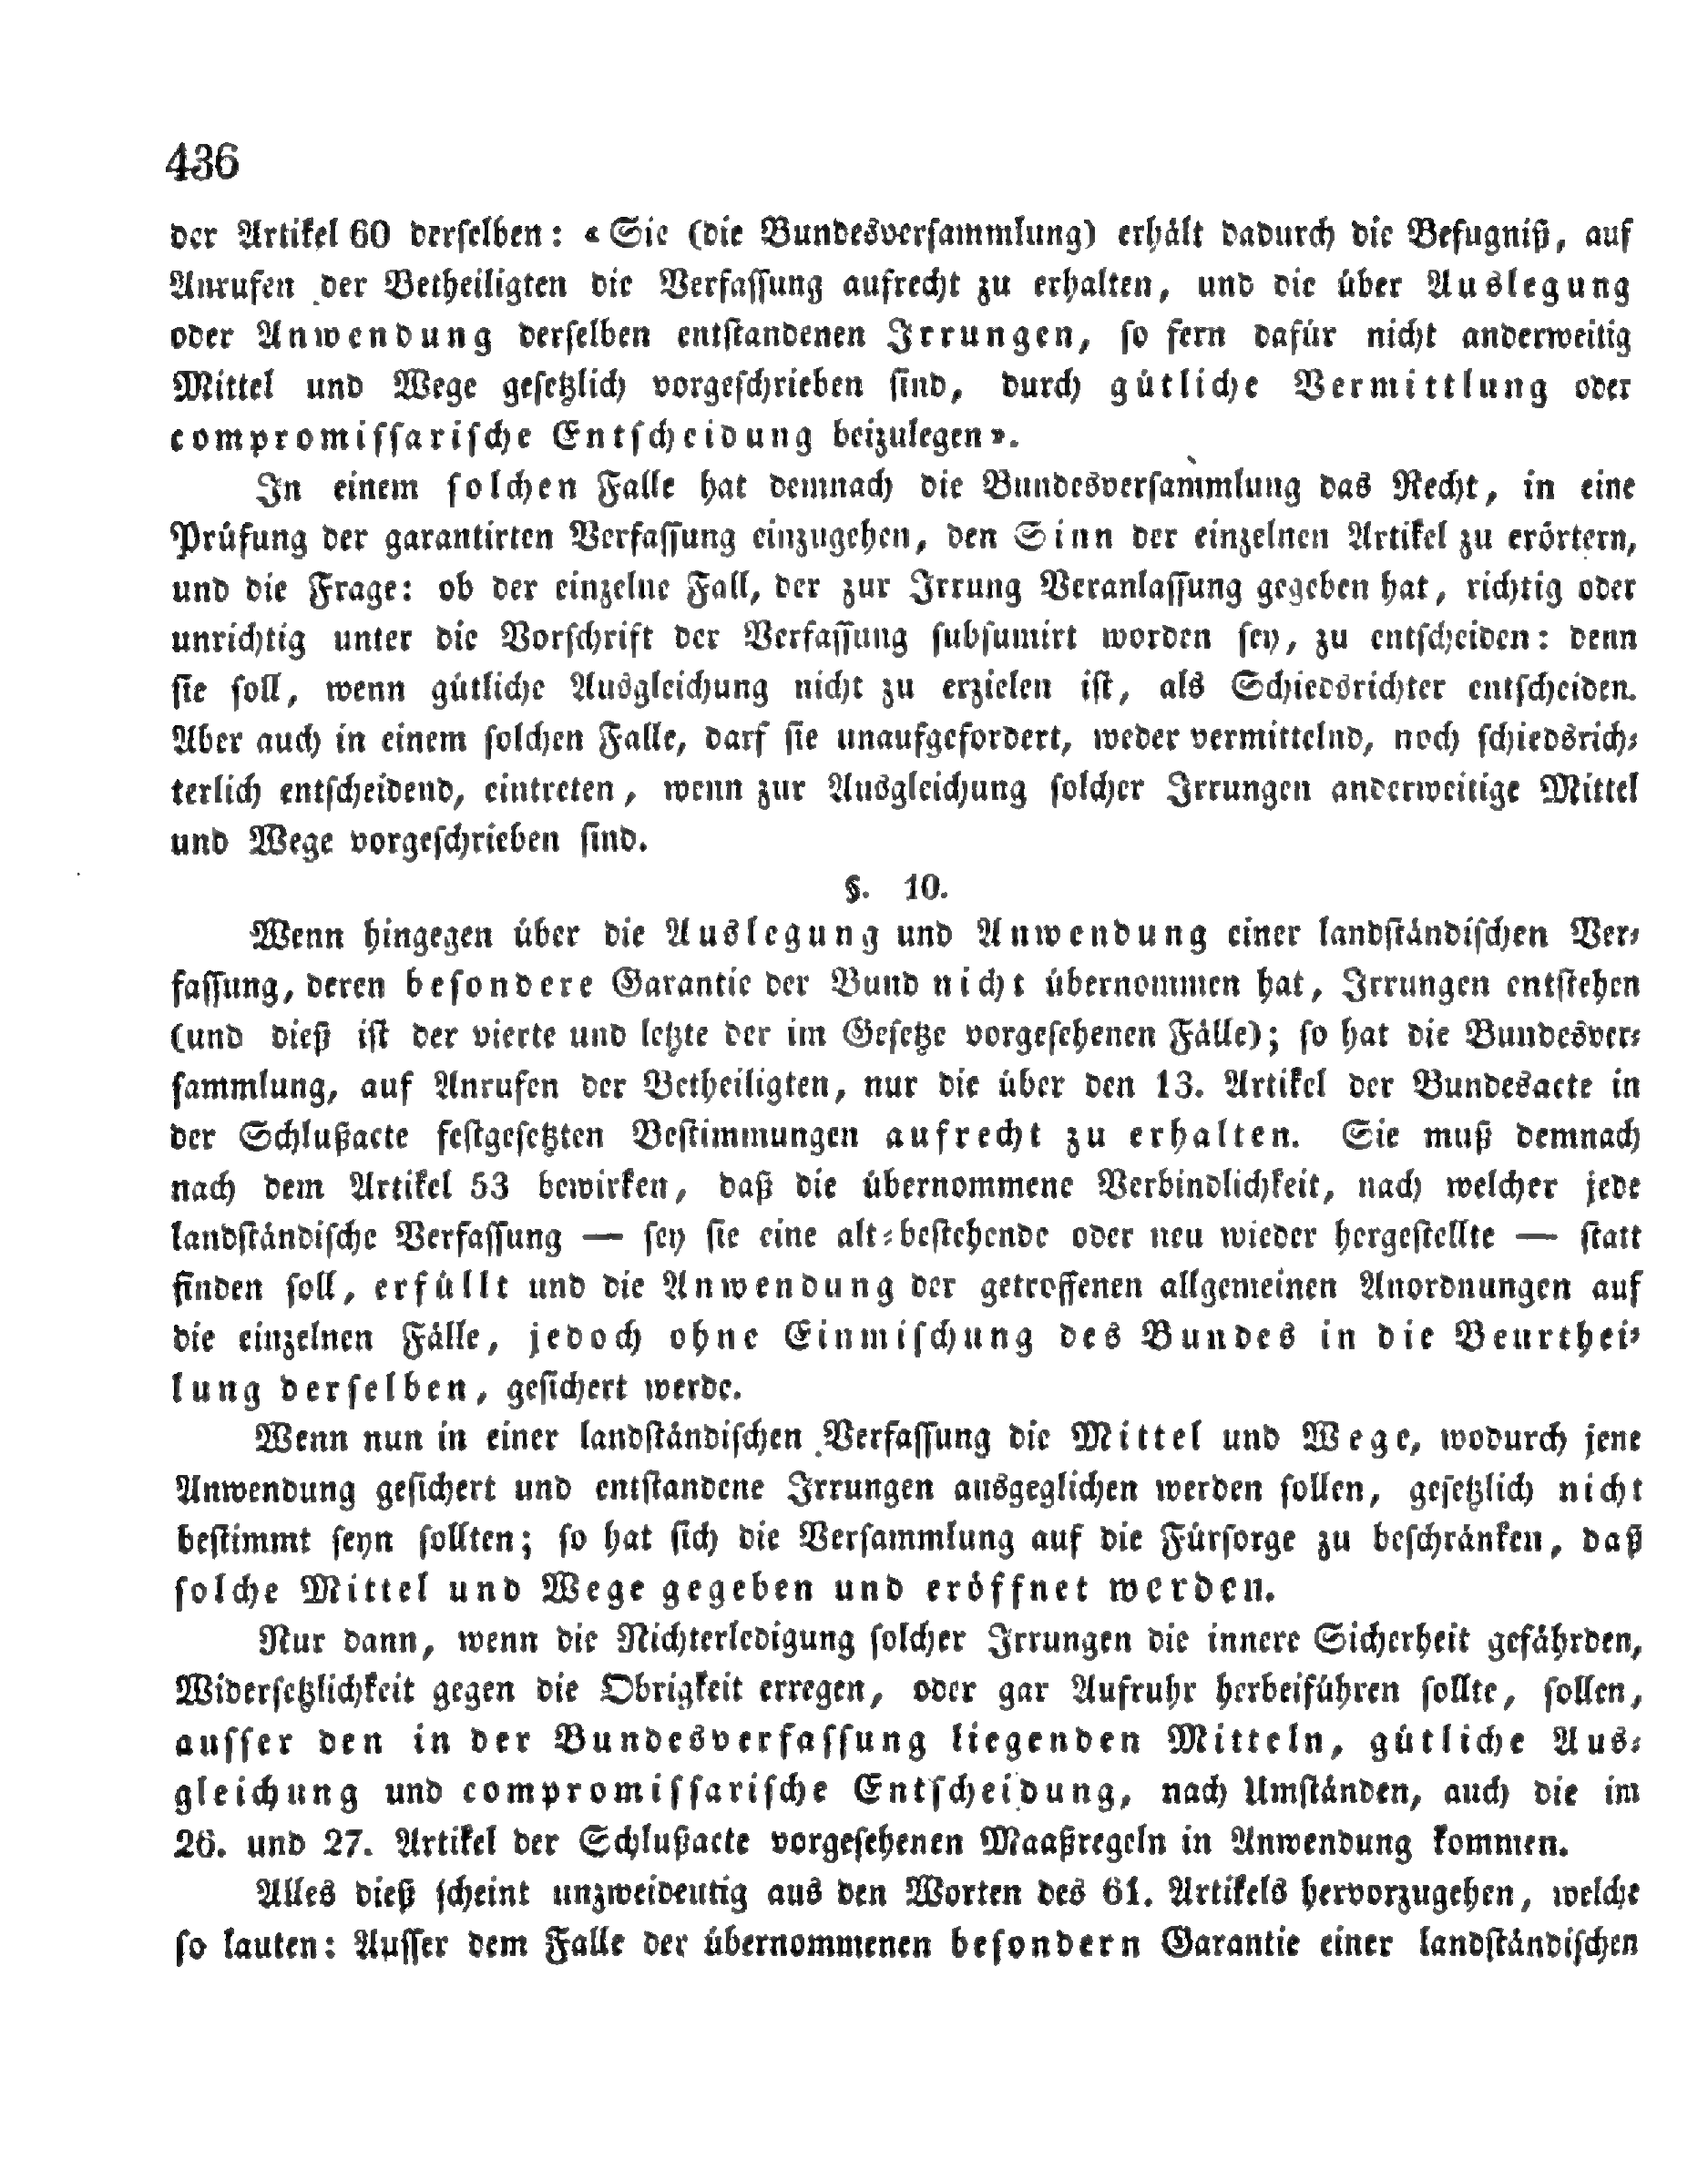 436
der Artikel 60 derselben: « Sie (die Bundesversammlung) erhält dadurch die Befugniß, auf
Anrufen der Betheiligten die Verfassung aufrecht zu erhalten, und die über Auslegung
oder Anwendung derselben entstandenen Irrungen, so fern dafür nicht anderweitig
Mittel und Wege gesetzlich vorgeschrieben sind, durch gütliche Vermittlung oder
compromissarische Entscheidung beizulegen ».
In einem solchen Falle hat demnach die Bundesversammlung das Recht, in eine
Prüfung der garantirten Verfassung einzugehen, den Sinn der einzelnen Artikel zu erörtern,
und die Frage: ob der einzelne Fall, der zur Irrung Veranlassung gegeben hat, richtig oder
unrichtig unter die Vorschrift der Verfassung subsumirt worden sey, zu entscheiden: denn
sie soll, wenn gütliche Ausgleichung nicht zu erzielen ist, als Schiedsrichter entscheiden.
Aber auch in einem solchen Falle, darf sie unaufgefordert, weder vermittelnd, noch schiedsrich-
terlich entscheidend, eintreten, wenn zur Ausgleichung solcher Irrungen anderweitige Mittel
und Wege vorgeschrieben sind.
§. 10.
Wenn hingegen über die Auslegung und Anwendung einer landständischen Ver-
fassung, deren besondere Garantie der Bund nicht übernommen hat, Irrungen entstehen
(und dieß ist der vierte und letzte der im Gesetze vorgesehenen Fälle); so hat die Bundesver-
sammlung, auf Anrufen der Betheiligten, nur die über den 13. Artikel der Bundesacte in
der Schlußacte festgesetzten Bestimmungen aufrecht zu erhalten. Sie muß demnach
nach dem Artikel 53 bewirken, daß die übernommene Verbindlichkeit, nach welcher jede
landständische Verfassung — sey sie eine alt-bestehende oder neu wieder hergestellte — statt
finden soll, erfüllt und die Anwendung der getroffenen allgemeinen Anordnungen auf
die einzelnen Fälle, jedoch ohne Einmischung des Bundes in die Beurthei-
lung derselben, gesichert werde.
Wenn nun in einer landständischen Verfassung die Mittel und Wege, wodurch jene
Anwendung gesichert und entstandene Irrungen ausgeglichen werden sollen, gesetzlich nicht
bestimmt seyn sollten; so hat sich die Versammlung auf die Fürsorge zu beschränken, daß
solche Mittel und Wege gegeben und eröffnet werden.
Nur dann, wenn die Nichterledigung solcher Irrungen die innere Sicherheit gefährden,
Widersetzlichkeit gegen die Obrigkeit erregen, oder gar Aufruhr herbeiführen sollte, sollen,
ausser den in der Bundesverfassung liegenden Mitteln, gütliche Aus-
gleichung und compromissarische Entscheidung, nach Umständen, auch die im
26. und 27. Artikel der Schlußacte vorgesehenen Maaßregeln in Anwendung kommen.
Alles dieß scheint unzweideutig aus den Worten des 61. Artikels hervorzugehen, welche
so lauten: Ausser dem Falle der übernommenen besondern Garantie einer landständischen